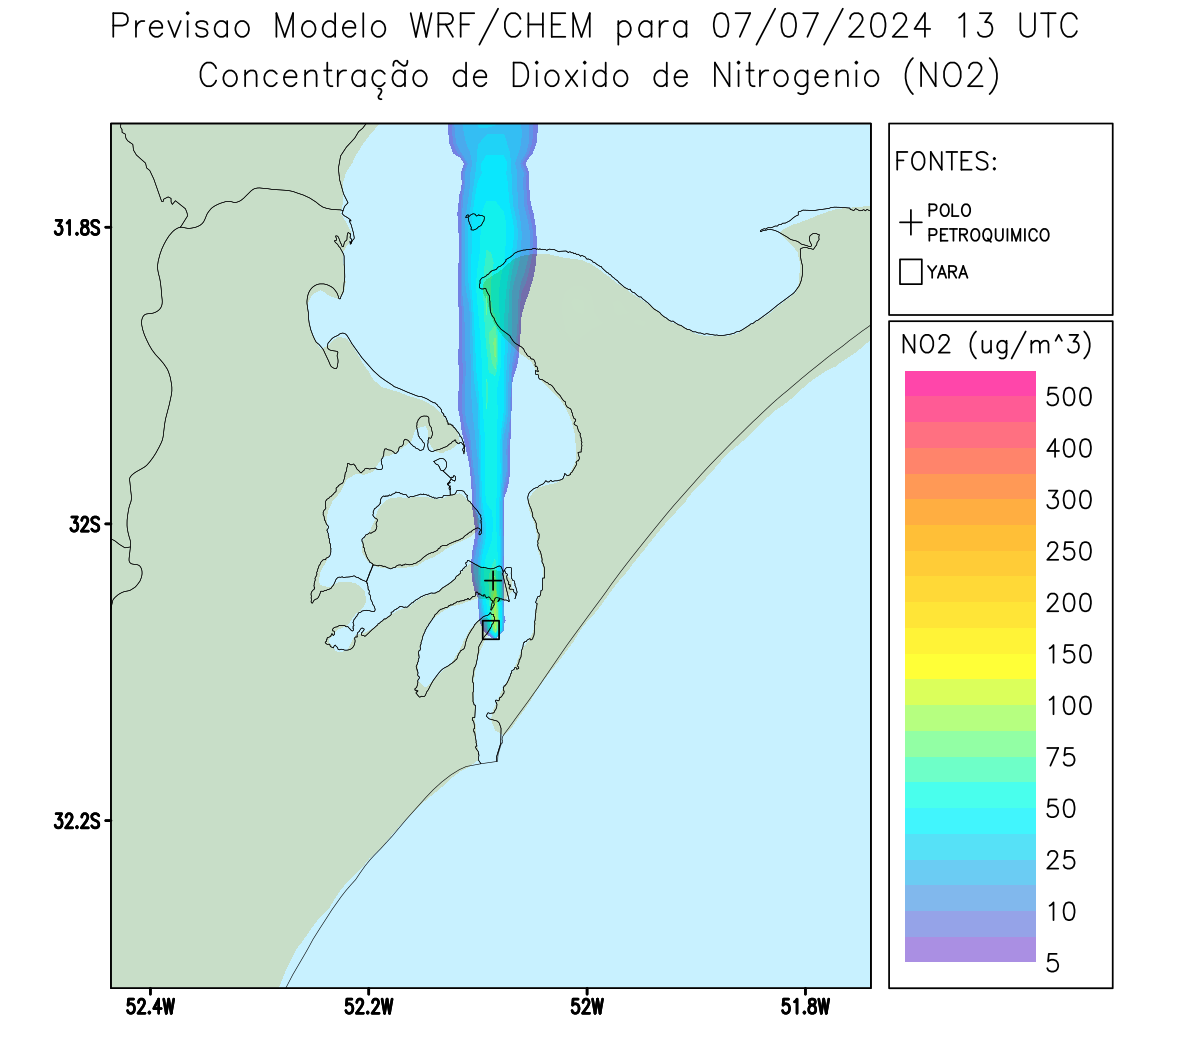 Previsao Modelo WRF/CHEM para 07/07/2024 13 UTC
Concentração de Dioxido de Nitrogenio (NO2)
FONTES:
POLO
PETROQUIMICO
YARA
NO2 (ug/m^3)
500
400
300
250
200
150
100
75
50
25
10
5
31.8S
32S
32.2S
52.4W
52.2W
52W
51.8W